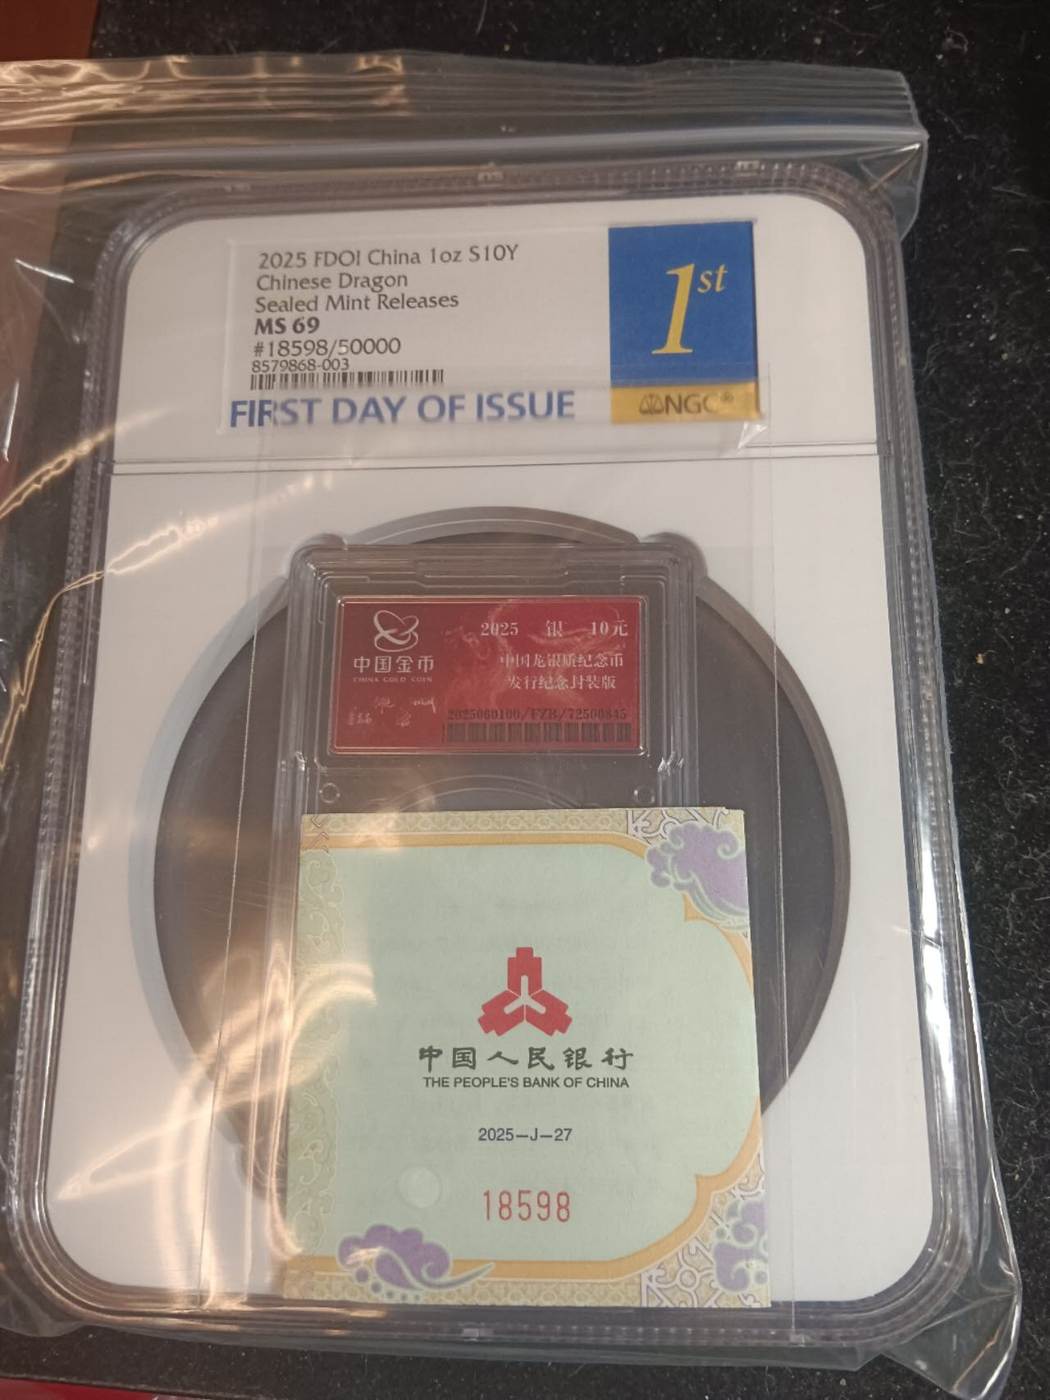 2025 FDOI China 1oz S10Y
Chinese Dragon
Sealed Mint Releases
MS 69
#18598/50000
8579868-003
FIRST DAY OF ISSUE
1st
NGC®
中国金币
CHINA GOLD COIN
2025 银 10元
中国龙银质纪念币
发行纪念封装版
2025060100/FZB/72500845
中国人民银行
THE PEOPLE'S BANK OF CHINA
2025-J-27
18598